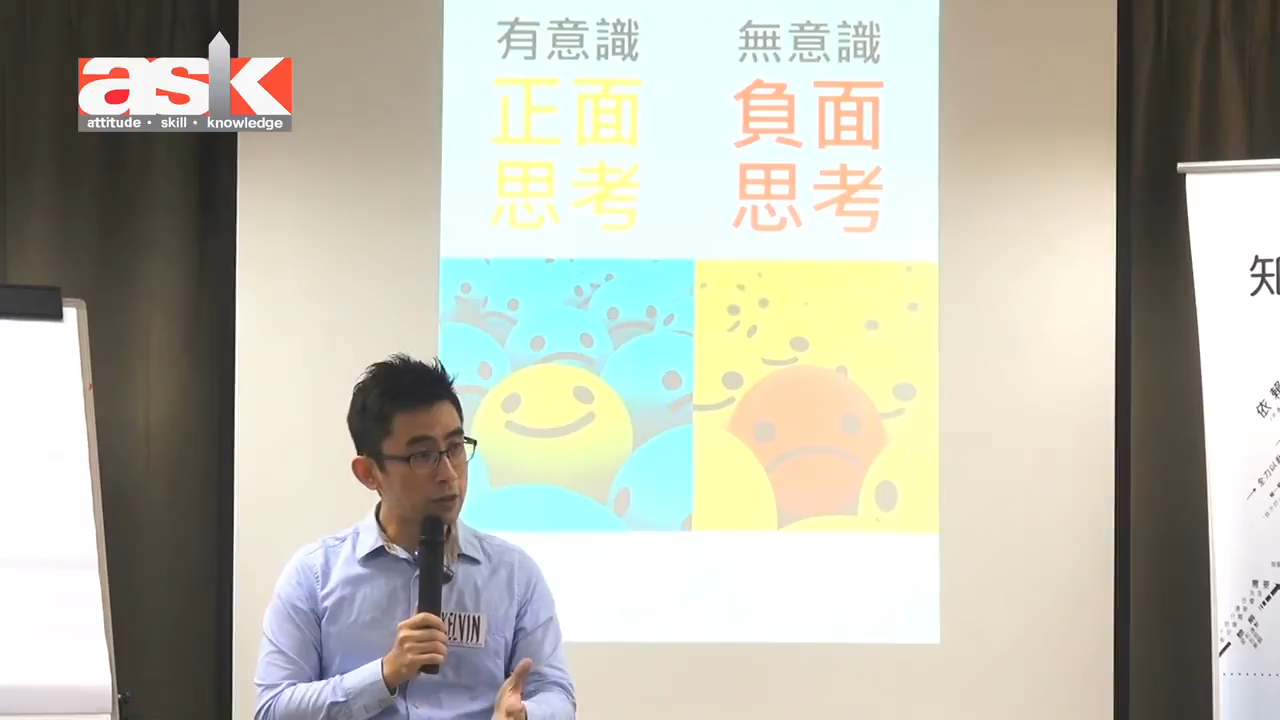 ask
attitude • skill • knowledge
有意識
正面
思考
無意識
負面
思考
KELVIN
知